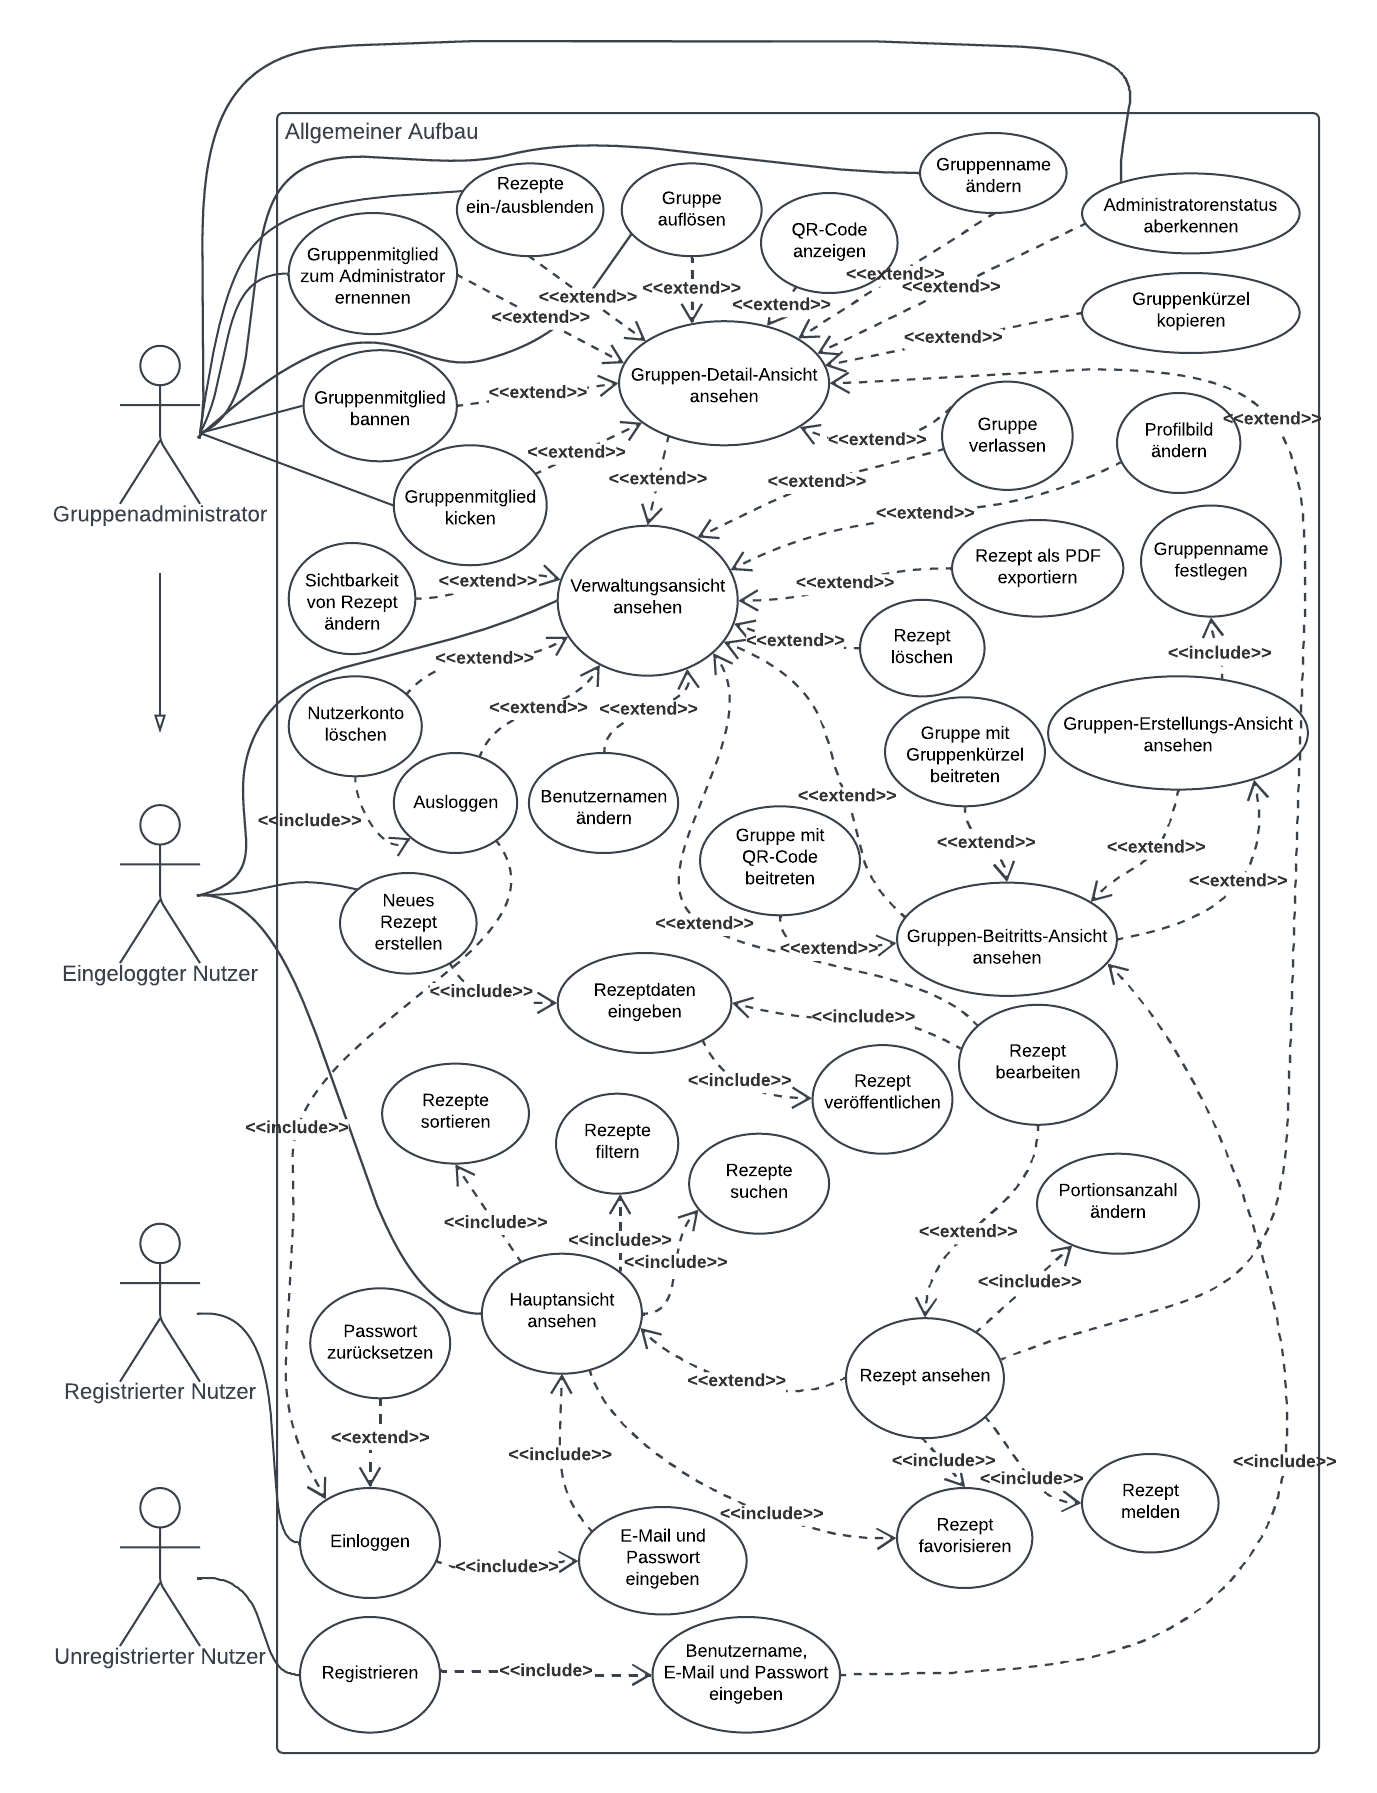 Allgemeiner Aufbau
Gruppenname
ändern
Rezepte
ein-/ausblenden
Gruppe
auflösen
Administratorenstatus
aberkennen
QR-Code
anzeigen
Gruppenmitglied
zum Administrator
ernennen
<<extend>>
<<extend>>
<<extend>>
<<extend>>
<<extend>>
<<extend>>
Gruppenkürzel
kopieren
<<extend>>
Gruppen-Detail-Ansicht
ansehen
Gruppenmitglied
bannen
<<extend>>
<<extend>>
Gruppe
verlassen
Profilbild
ändern
<<extend>>
<<extend>>
<<extend>>
<<extend>>
Gruppenmitglied
kicken
<<extend>>
Gruppenadministrator
Rezept als PDF
exportieren
Gruppenname
festlegen
Sichtbarkeit
von Rezept
ändern
<<extend>>
Verwaltungsansicht
ansehen
<<extend>>
Rezept
löschen
<<extend>>
<<extend>>
<<include>>
Nutzerkonto
löschen
<<extend>>
<<extend>>
Gruppe mit
Gruppenkürzel
beitreten
Gruppen-Erstellungs-Ansicht
ansehen
Ausloggen
Benutzernamen
ändern
<<extend>>
<<include>>
Gruppe mit
QR-Code
beitreten
<<extend>>
<<extend>>
<<extend>>
Neues
Rezept
erstellen
<<extend>>
<<extend>>
Gruppen-Beitritts-Ansicht
ansehen
Eingeloggter Nutzer
<<include>>
Rezeptdaten
eingeben
<<include>>
Rezept
bearbeiten
<<include>>
Rezept
veröffentlichen
Rezepte
sortieren
<<include>>
Rezepte
filtern
Rezepte
suchen
Portionsanzahl
ändern
<<include>>
<<include>>
<<include>>
<<extend>>
<<include>>
Hauptansicht
ansehen
Passwort
zurücksetzen
Registrierter Nutzer
<<extend>>
Rezept ansehen
<<extend>>
<<include>>
<<include>>
<<include>>
<<include>>
Rezept
melden
<<include>>
Einloggen
<<include>>
E-Mail und
Passwort
eingeben
Rezept
favorisieren
Unregistrierter Nutzer
Registrieren
<<include>
Benutzername,
E-Mail und Passwort
eingeben